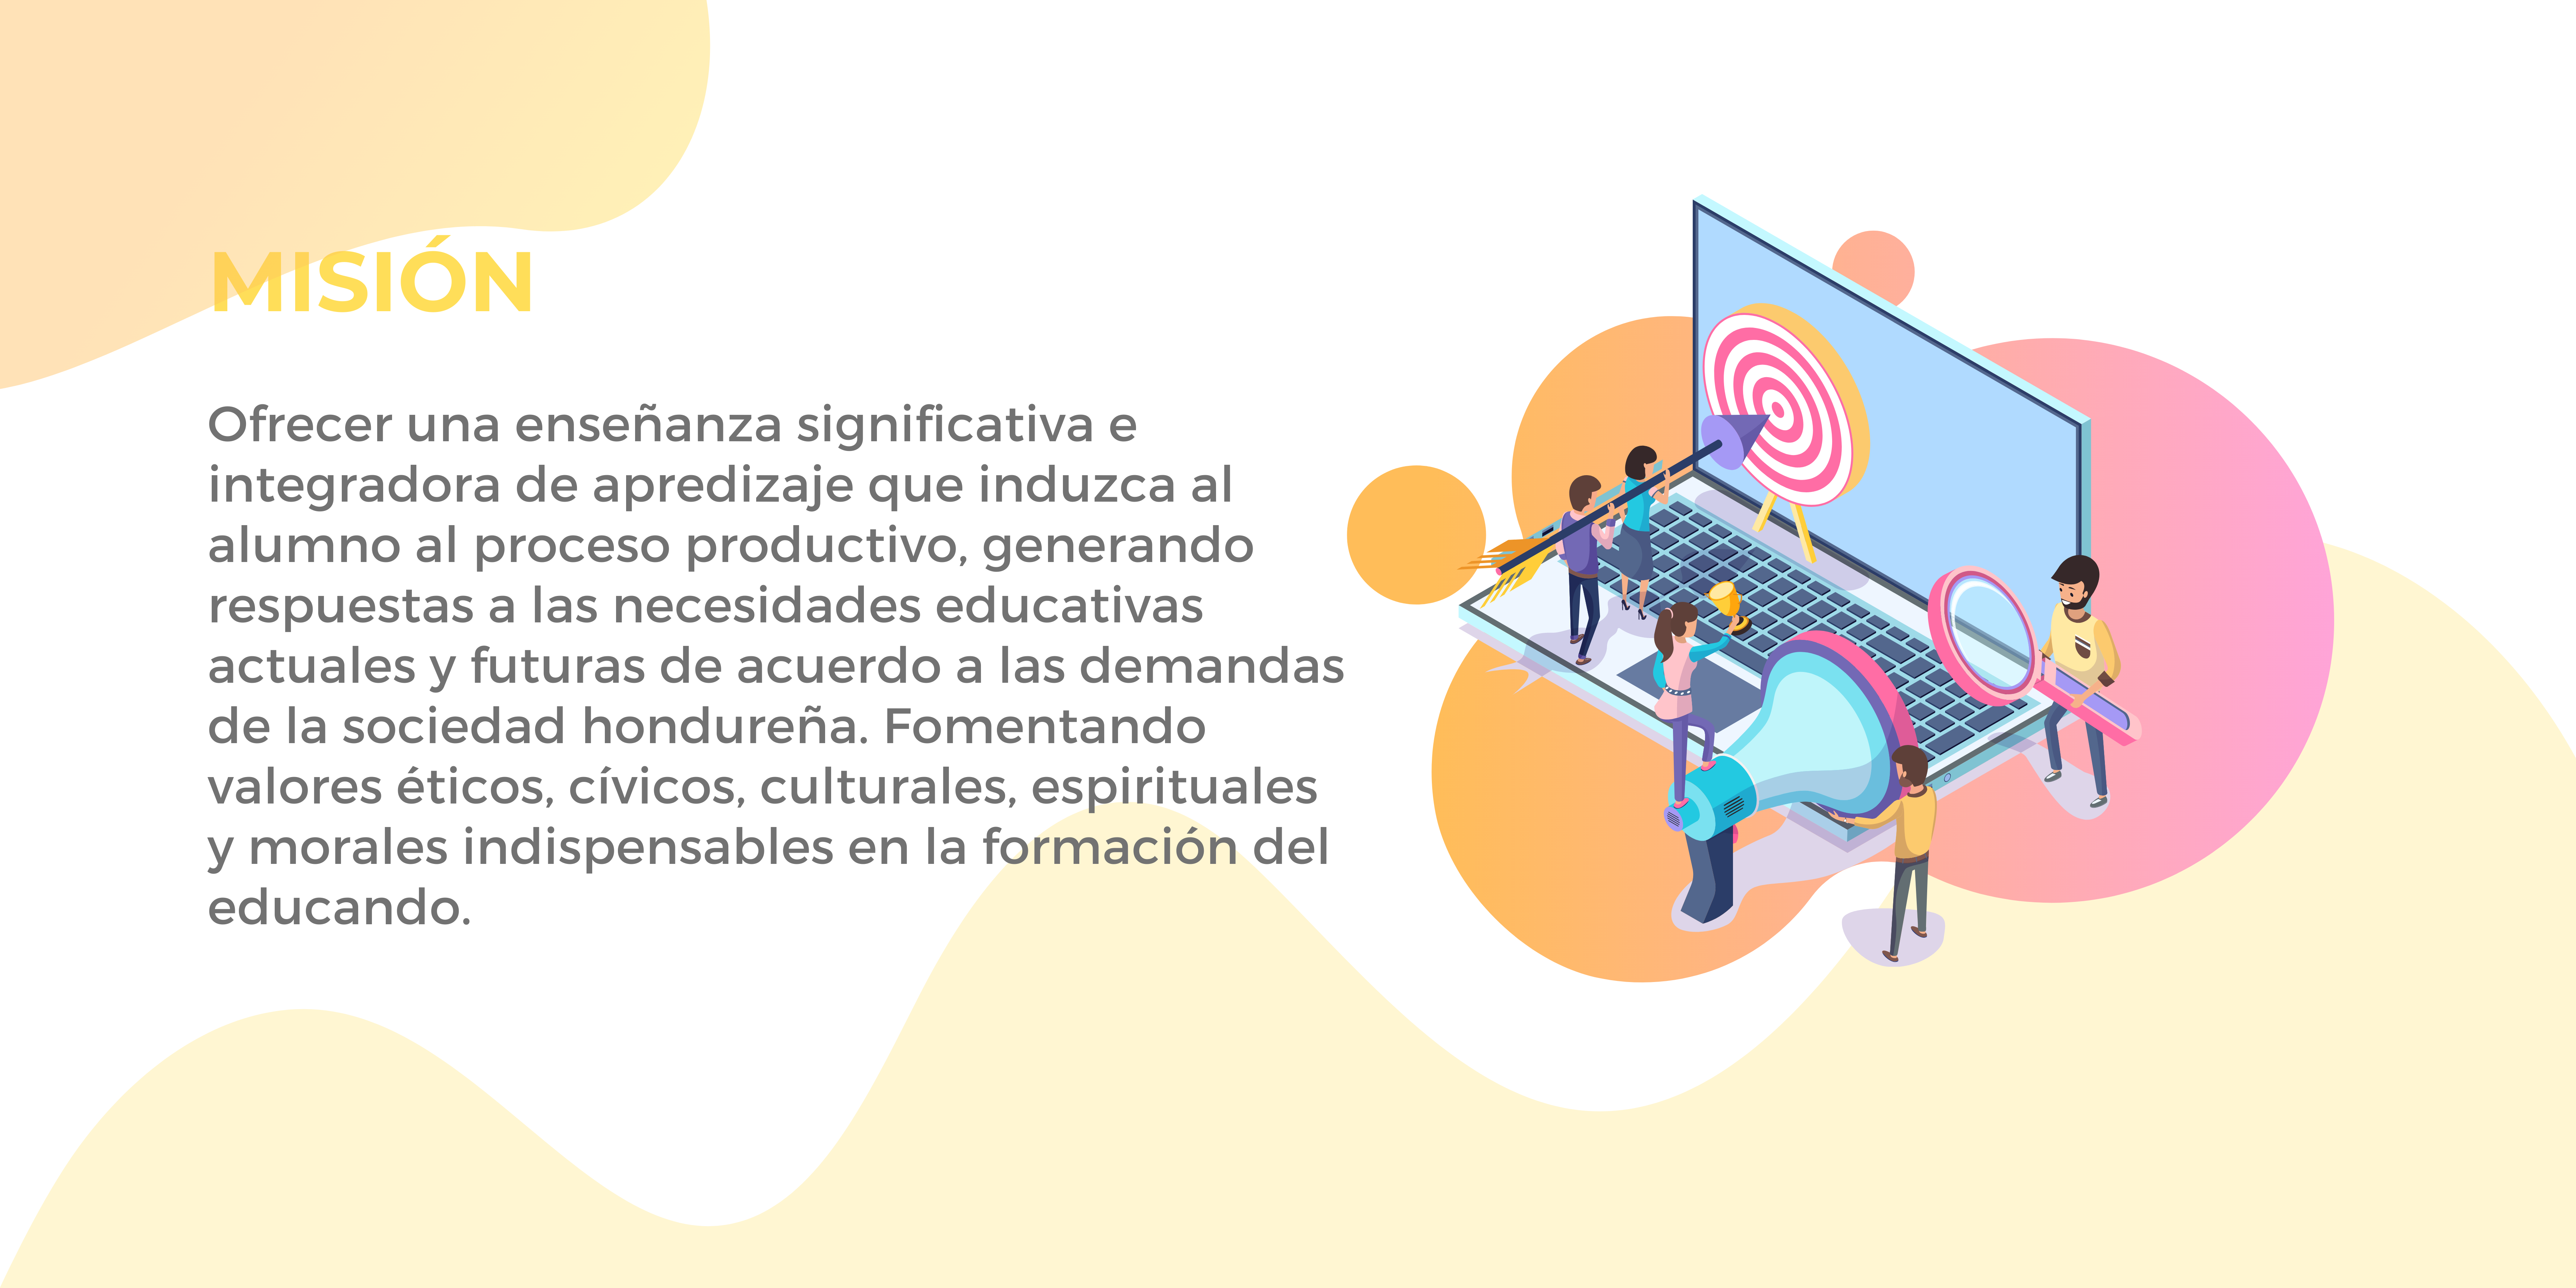 MISIÓN
Ofrecer una enseñanza significativa e
integradora de apredizaje que induzca al
alumno al proceso productivo, generando
respuestas a las necesidades educativas
actuales y futuras de acuerdo a las demandas
de la sociedad hondureña. Fomentando
valores éticos, cívicos, culturales, espirituales
y morales indispensables en la formación del
educando.